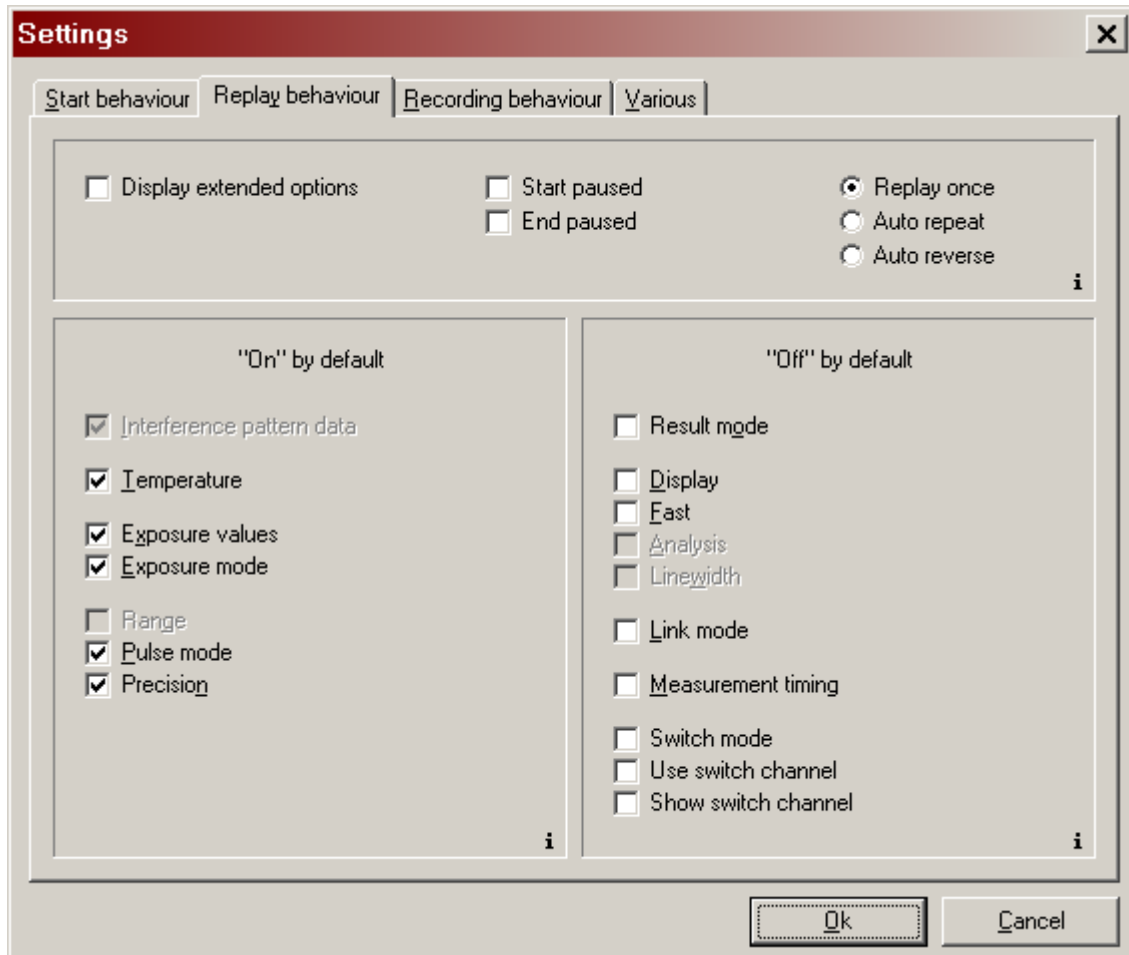 Settings
Start behaviour Replay behaviour Recording behaviour Various
Display extended options
Start paused
End paused
Replay once
Auto repeat
Auto reverse
i
"On" by default
Interference pattern data
Temperature
Exposure values
Exposure mode
Range
Pulse mode
Precision
i
"Off" by default
Result mode
Display
Fast
Analysis
Linewidth
Link mode
Measurement timing
Switch mode
Use switch channel
Show switch channel
i
Ok Cancel